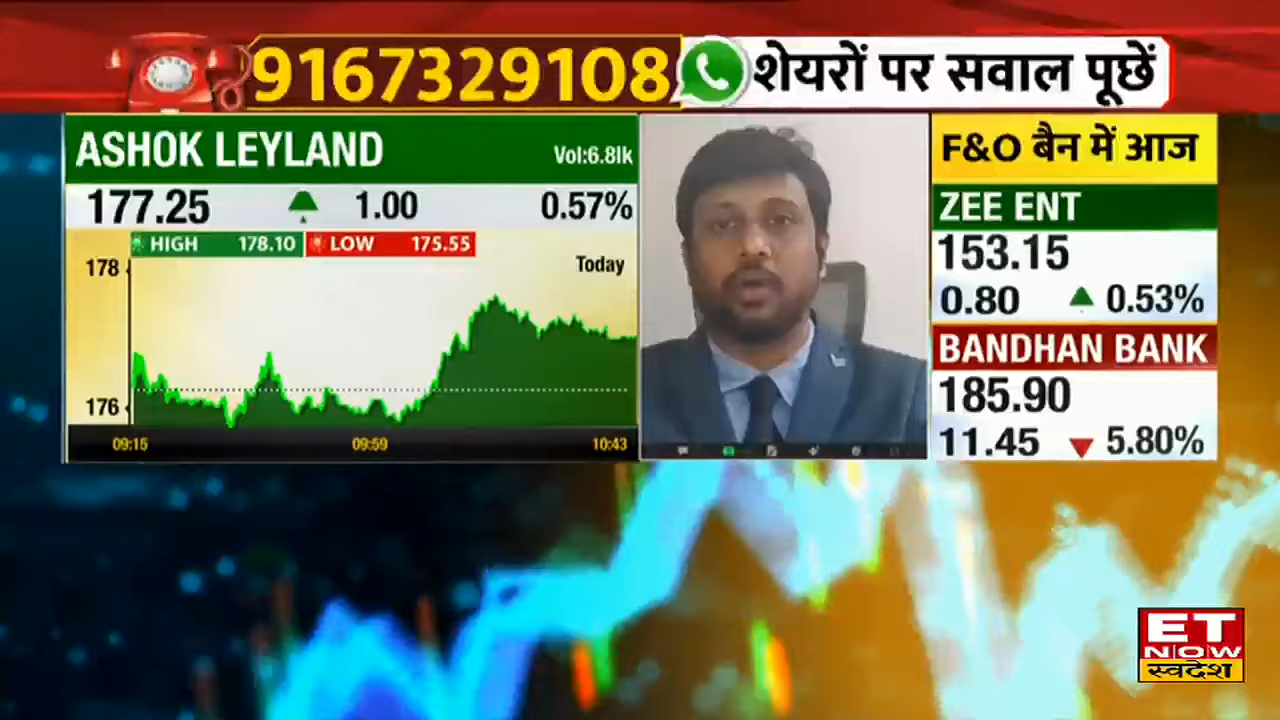 9167329108 शेयरों पर सवाल पूछें
ASHOK LEYLAND Vol:6.8lk
177.25 1.00 0.57%
HIGH 178.10 LOW 175.55
178
Today
176
09:15 09:59 10:43
F&O बैन में आज
ZEE ENT
153.15
0.80 0.53%
BANDHAN BANK
185.90
11.45 5.80%
ET
NOW
स्वदेश